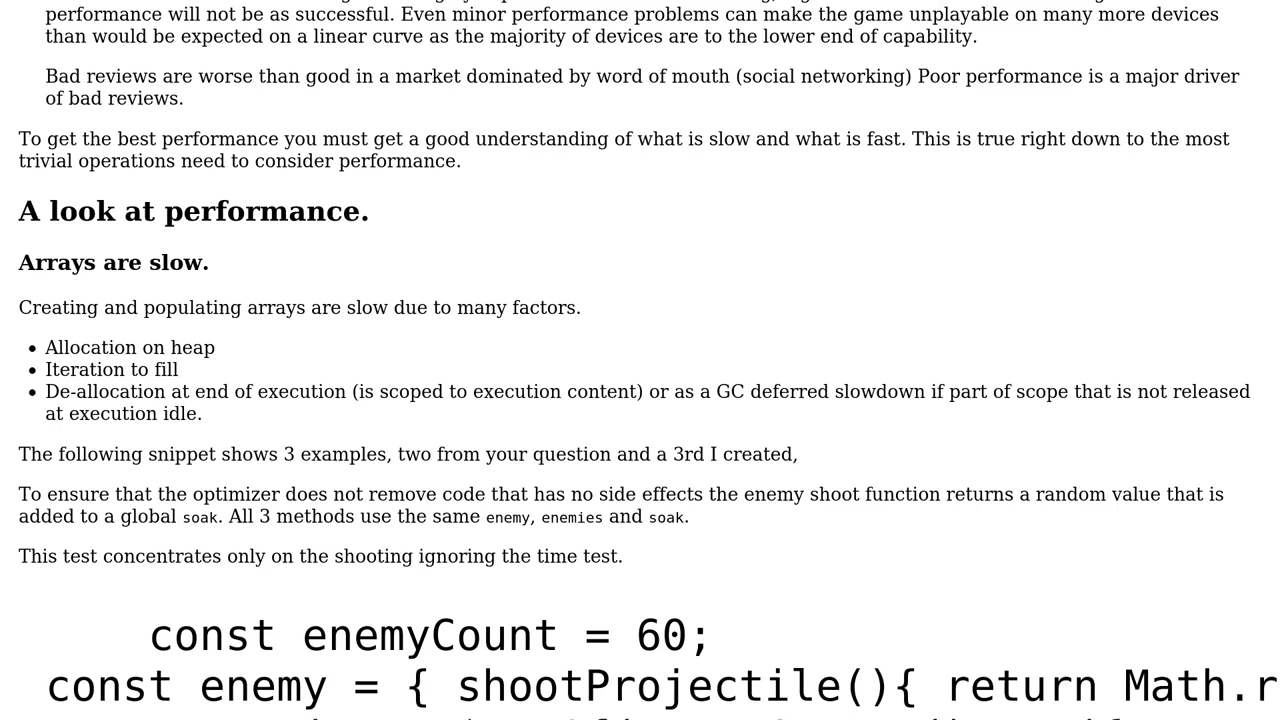 performance will not be as successful. Even minor performance problems can make the game unplayable on many more devices
than would be expected on a linear curve as the majority of devices are to the lower end of capability.
Bad reviews are worse than good in a market dominated by word of mouth (social networking) Poor performance is a major driver
of bad reviews.
To get the best performance you must get a good understanding of what is slow and what is fast. This is true right down to the most
trivial operations need to consider performance.
A look at performance.
Arrays are slow.
Creating and populating arrays are slow due to many factors.
• Allocation on heap
• Iteration to fill
• De-allocation at end of execution (is scoped to execution content) or as a GC deferred slowdown if part of scope that is not released
at execution idle.
The following snippet shows 3 examples, two from your question and a 3rd I created,
To ensure that the optimizer does not remove code that has no side effects the enemy shoot function returns a random value that is
added to a global soak. All 3 methods use the same enemy, enemies and soak.
This test concentrates only on the shooting ignoring the time test.
const enemyCount = 60;
const enemy = { shootProjectile(){ return Math.r